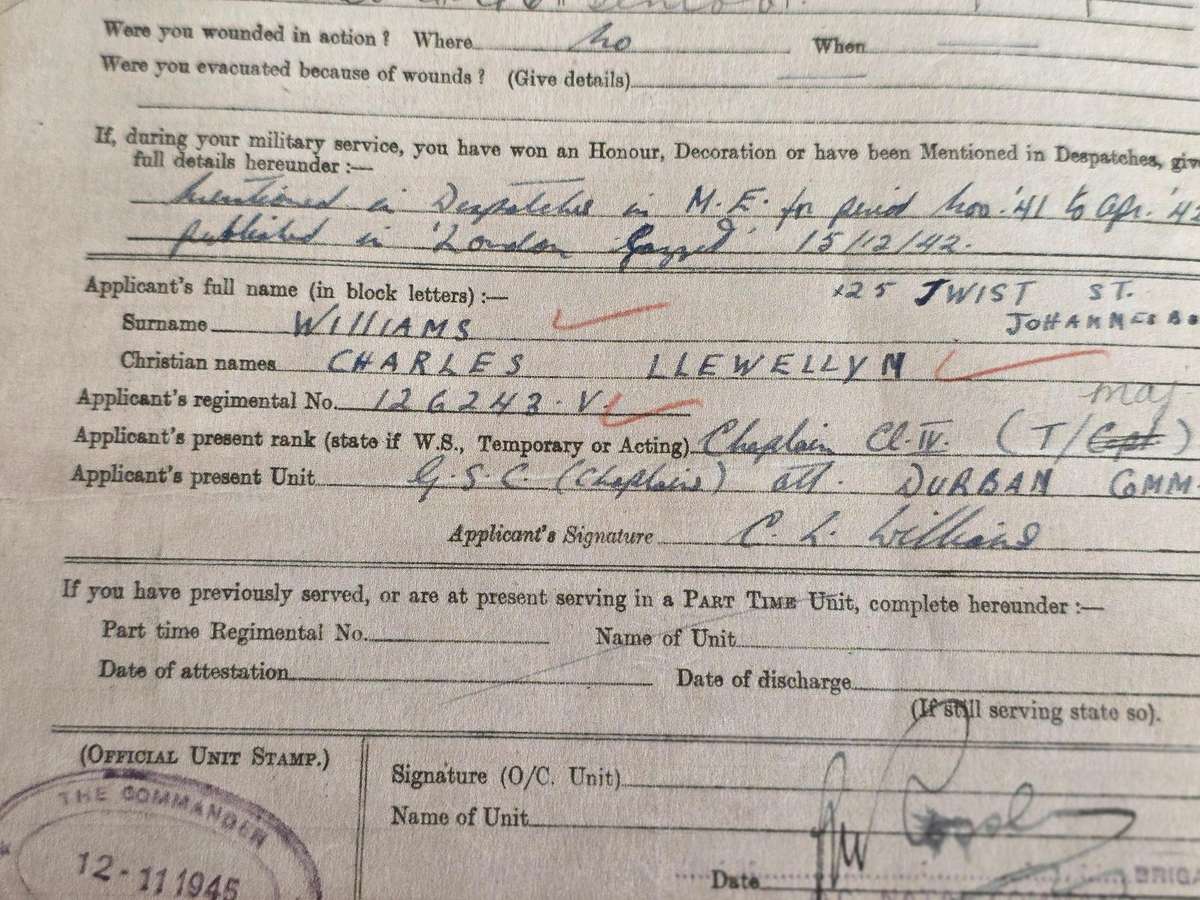 Were you wounded in action? Where no When
Were you evacuated because of wounds? (Give details)
If, during your military service, you have won an Honour, Decoration or have been Mentioned in Despatches, give
full details hereunder :—
Mentioned in Despatches in M.E. for period Nov. '41 to Apr. '4
published in 'London Gazzet' 15/12/42.
Applicant's full name (in block letters) :— 25 TWIST ST.
Surname WILLIAMS JOHANNESB
Christian names CHARLES LLEWELLYN
Applicant's regimental No. 126243.V. Maj
Applicant's present rank (state if W.S., Temporary or Acting) Chaplain Cl. IV. (T/Cpt)
Applicant's present Unit G.S.C. (Chaplains) att. DURBAN COMM.
Applicant's Signature C. L. Williams
If you have previously served, or are at present serving in a PART TIME Unit, complete hereunder :—
Part time Regimental No. Name of Unit
Date of attestation Date of discharge
(If still serving state so).
(OFFICIAL UNIT STAMP.)
Signature (O/C. Unit)
Name of Unit
THE COMMANDER
12-11 1945
Date
BRIGA